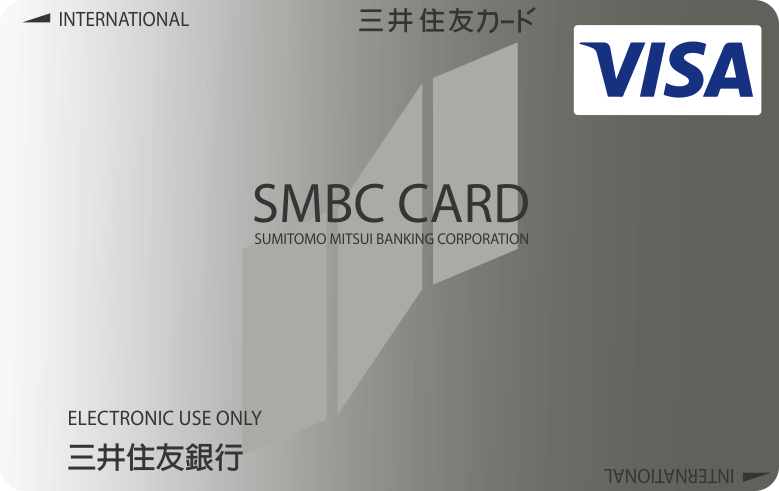 INTERNATIONAL
三井住友カード
VISA
SMBC CARD
SUMITOMO MITSUI BANKING CORPORATION
ELECTRONIC USE ONLY
三井住友銀行
INTERNATIONAL